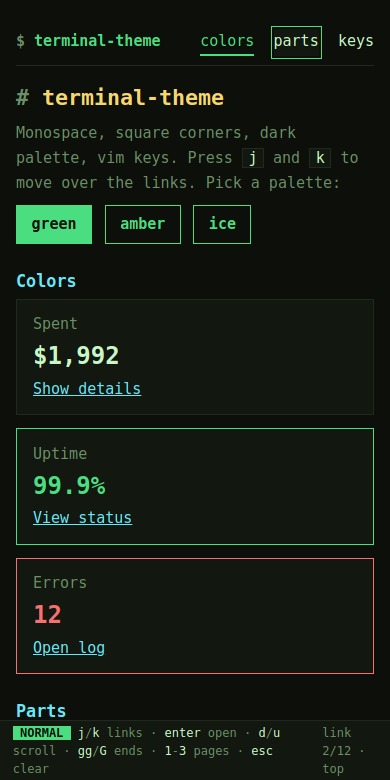 $ terminal-theme colors parts keys
# terminal-theme
Monospace, square corners, dark
palette, vim keys. Press j and k to
move over the links. Pick a palette:
green amber ice
Colors
Spent
$1,992
Show details
Uptime
99.9%
View status
Errors
12
Open log
Parts
NORMAL j/k links · enter open · d/u link
scroll · gg/G ends · 1-3 pages · esc 2/12 ·
clear top